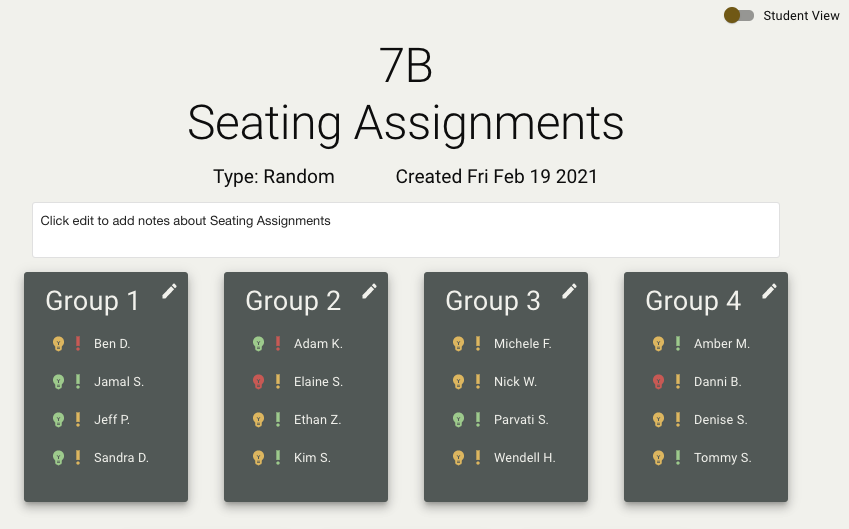 Student View
7B
Seating Assignments
Type: Random Created Fri Feb 19 2021
Click edit to add notes about Seating Assignments
Group 1
Ben D.
Jamal S.
Jeff P.
Sandra D.
Group 2
Adam K.
Elaine S.
Ethan Z.
Kim S.
Group 3
Michele F.
Nick W.
Parvati S.
Wendell H.
Group 4
Amber M.
Danni B.
Denise S.
Tommy S.